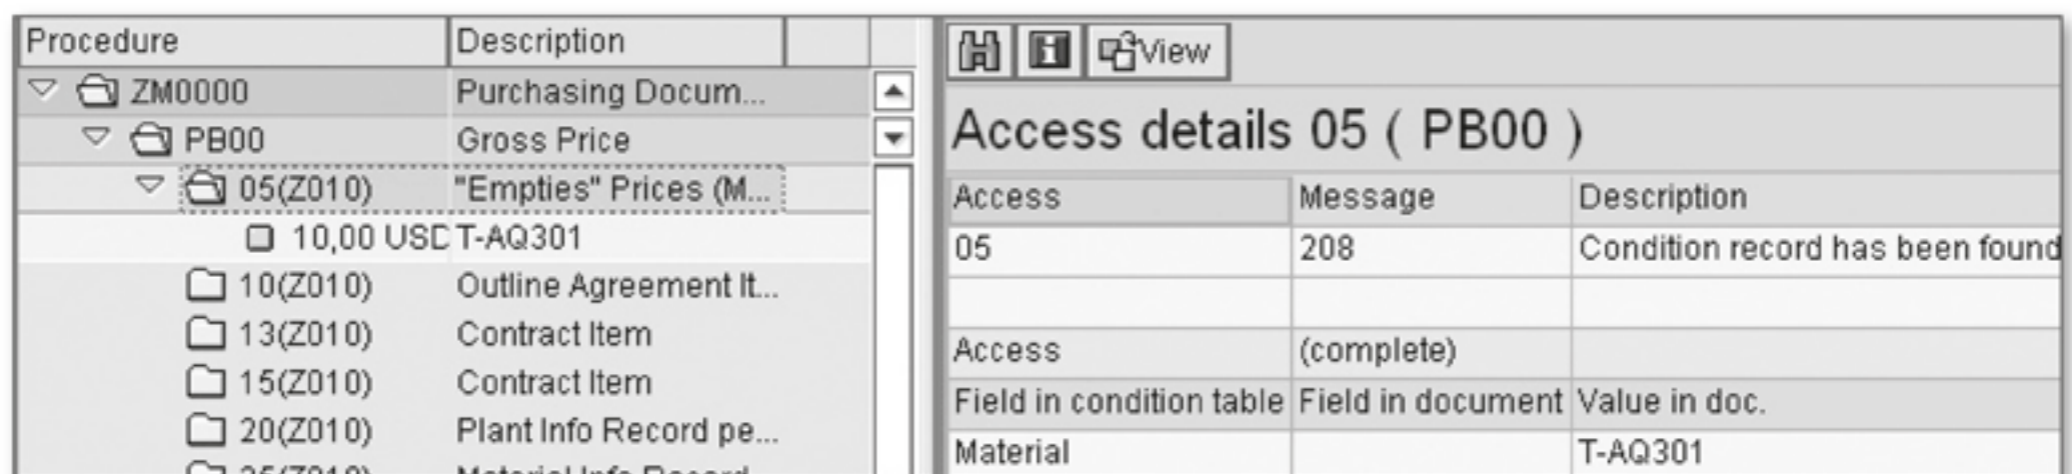 Procedure Description
ZM0000 Purchasing Docum...
PB00 Gross Price
05(Z010) "Empties" Prices (M...
10,00 USD T-AQ301
10(Z010) Outline Agreement It...
13(Z010) Contract Item
15(Z010) Contract Item
20(Z010) Plant Info Record pe...
Material Info Record
View
Access details 05 ( PB00 )
Access Message Description
05 208 Condition record has been found
Access (complete)
Field in condition table Field in document Value in doc.
Material T-AQ301